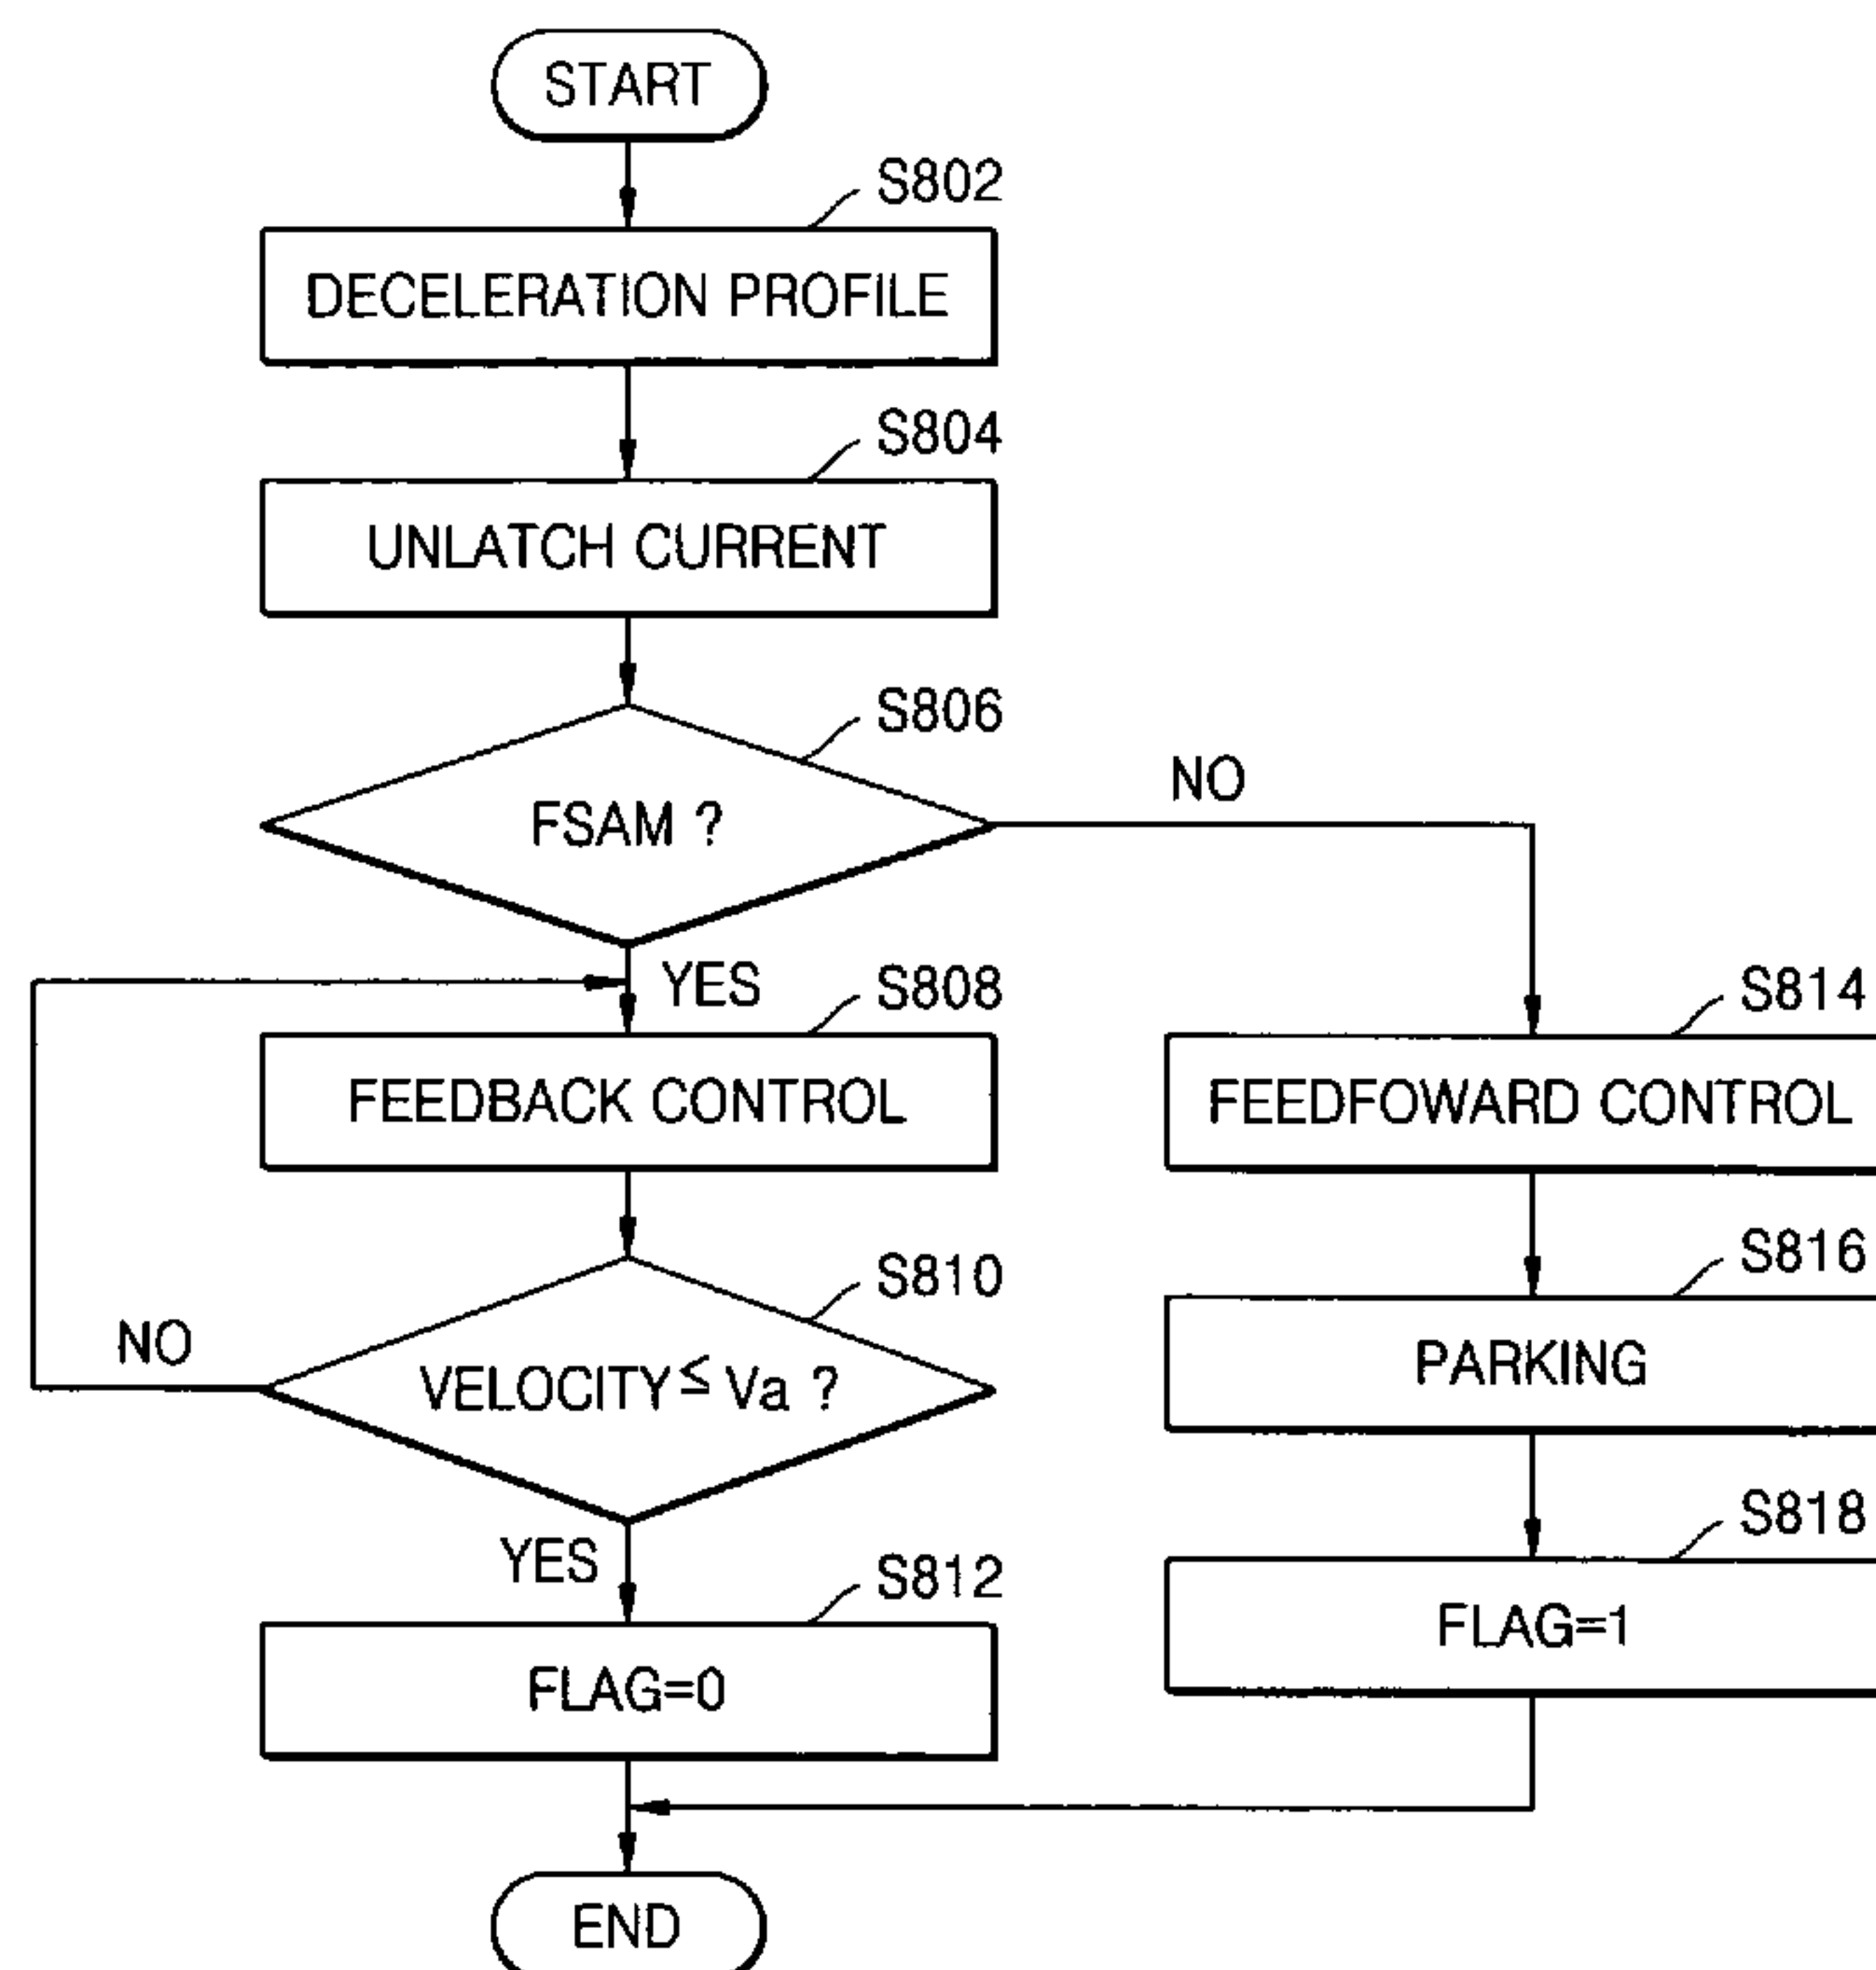 START
S802
DECELERATION PROFILE
S804
UNLATCH CURRENT
S806
FSAM ?
NO
YES
S808
FEEDBACK CONTROL
S810
VELOCITY≤ Va ?
NO
YES
S812
FLAG=0
S814
FEEDFOWARD CONTROL
S816
PARKING
S818
FLAG=1
END